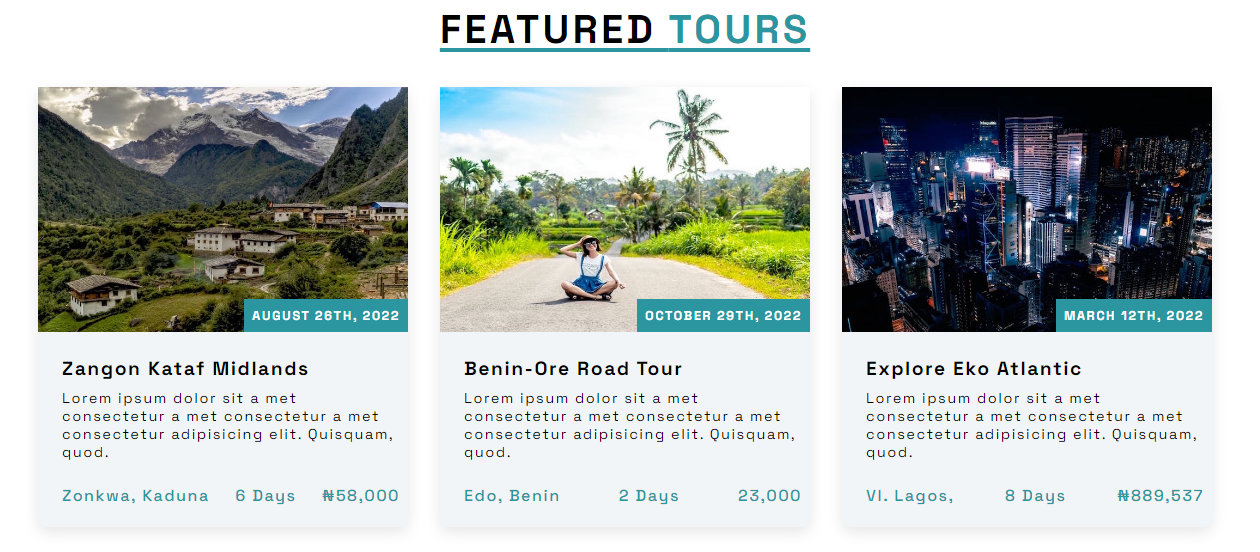 FEATURED TOURS
AUGUST 26TH, 2022
OCTOBER 29TH, 2022
MARCH 12TH, 2022
Zangon Kataf Midlands
Lorem ipsum dolor sit a met
consectetur a met consectetur a met
consectetur adipisicing elit. Quisquam,
quod.
Zonkwa, Kaduna 6 Days ₦58,000
Benin-Ore Road Tour
Lorem ipsum dolor sit a met
consectetur a met consectetur a met
consectetur adipisicing elit. Quisquam,
quod.
Edo, Benin 2 Days 23,000
Explore Eko Atlantic
Lorem ipsum dolor sit a met
consectetur a met consectetur a met
consectetur adipisicing elit. Quisquam,
quod.
VI. Lagos, 8 Days ₦889,537